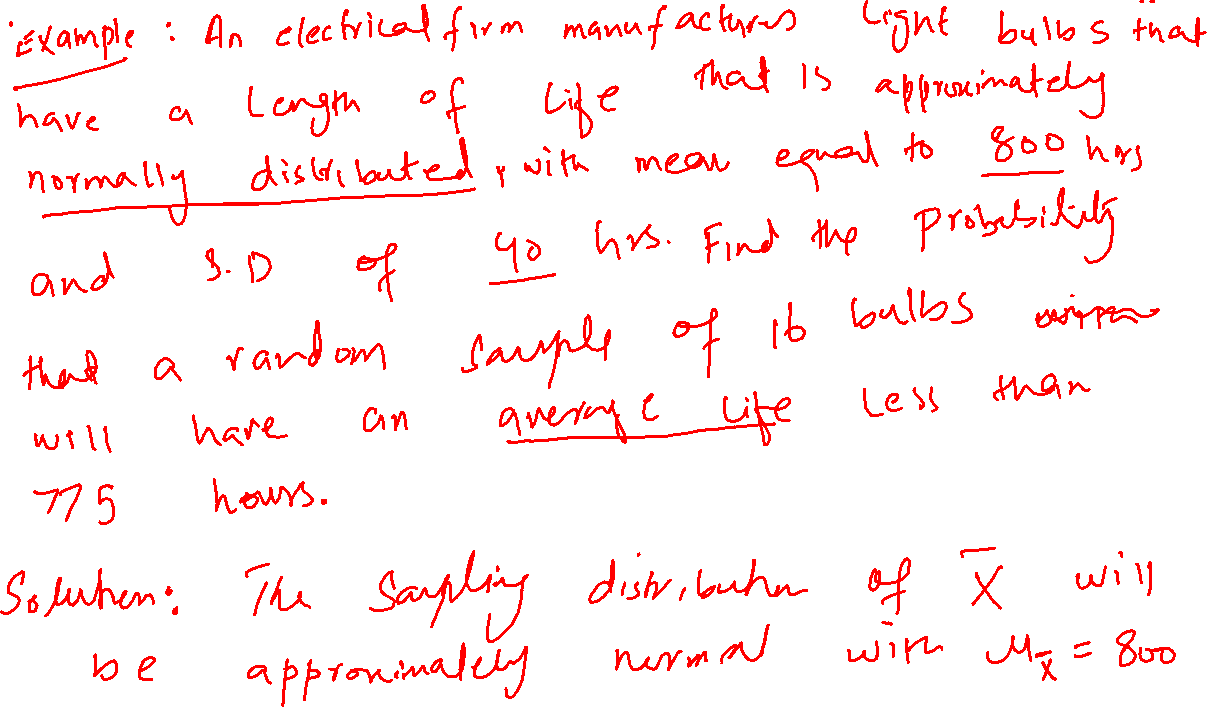 Example : An electrical firm manufactures light bulbs that
have a Length of Life that is approximately
normally distributed, with mean equal to 800 hrs
and S.D of 40 hrs. Find the Probability
that a random sample of 16 bulbs
will have an average Life Less than
775 hours.
Solution: The Sampling distribution of X̄ will
be approximately normal with μx̄ = 800